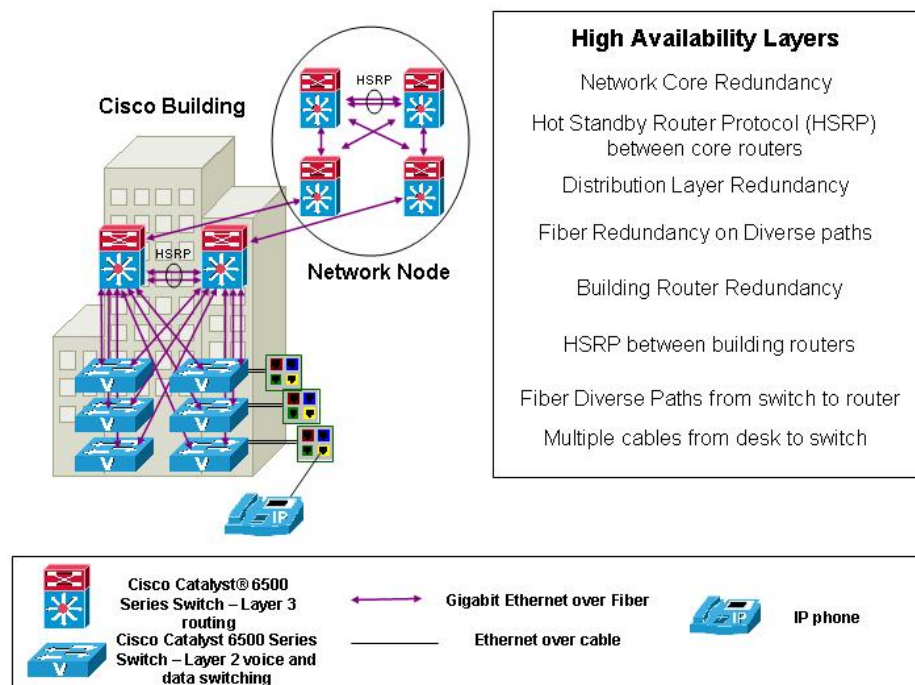 High Availability Layers
Network Core Redundancy
Hot Standby Router Protocol (HSRP)
between core routers
Distribution Layer Redundancy
Fiber Redundancy on Diverse paths
Building Router Redundancy
HSRP between building routers
Fiber Diverse Paths from switch to router
Multiple cables from desk to switch
HSRP
Cisco Building
Network Node
HSRP
V
V
V
V
V
V
IP
Cisco Catalyst® 6500
Series Switch – Layer 3
routing
Cisco Catalyst 6500 Series
Switch – Layer 2 voice and
data switching
V
Gigabit Ethernet over Fiber
Ethernet over cable
IP
IP phone